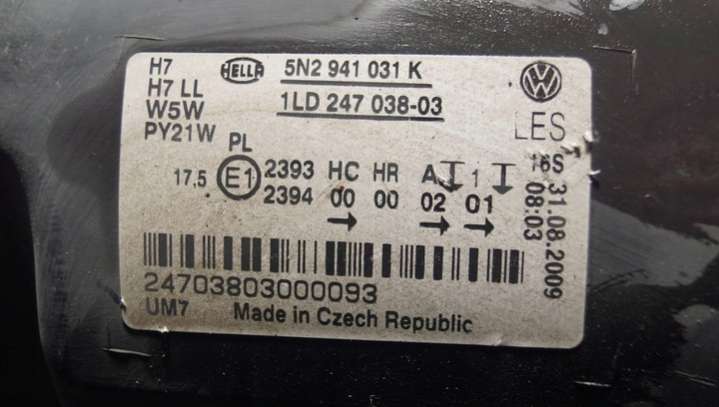 H7
H7 LL
W5W
PY21W
HELLA
5N2 941 031 K
1LD 247 038-03
VW
LES
PL
17,5 E1 2393 HC HR A 1
2394 00 00 02 01
31.08.2009
08:03
24703803000093
UM7 Made in Czech Republic